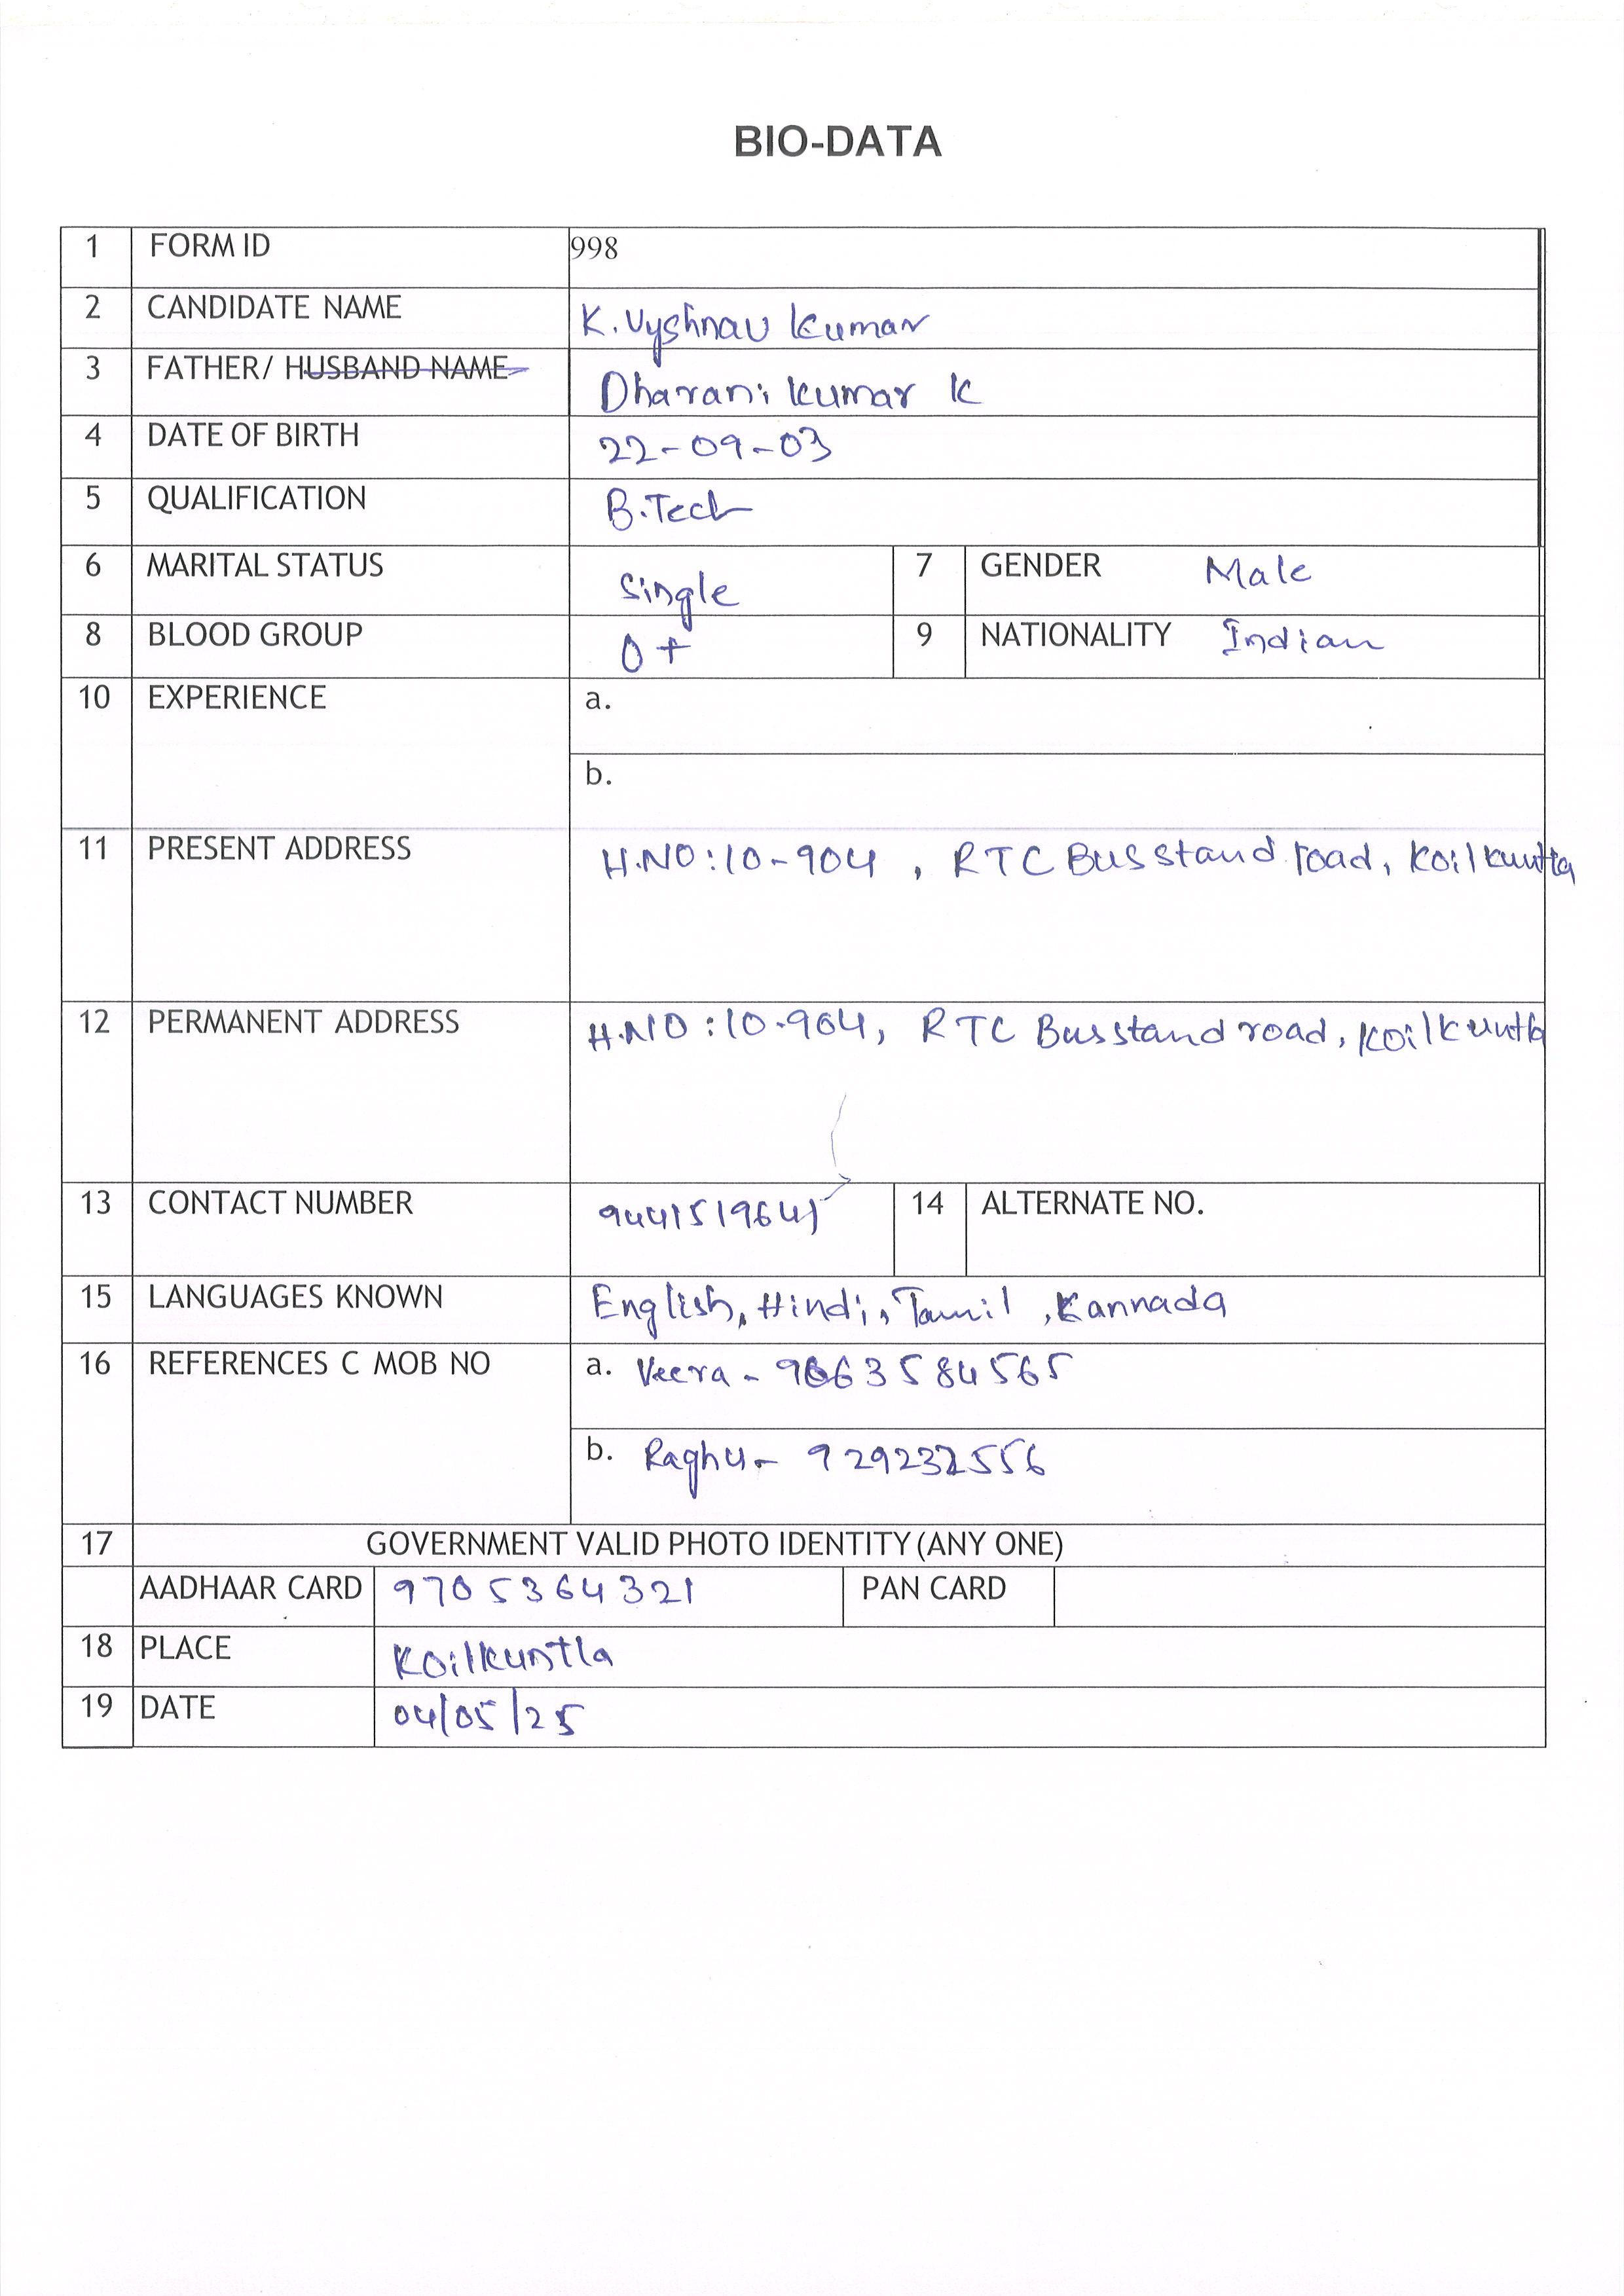 BIO-DATA
1 FORM ID 998
2 CANDIDATE NAME K. Vyshnav Kumar
3 FATHER/ HUSBAND NAME Dharani kumar K
4 DATE OF BIRTH 22-09-03
5 QUALIFICATION B.Tech
6 MARITAL STATUS Single 7 GENDER Male
8 BLOOD GROUP O+ 9 NATIONALITY Indian
10 EXPERIENCE a.
b.
11 PRESENT ADDRESS H.NO:10-904, RTC Bus stand road, Koilkuntla
12 PERMANENT ADDRESS H.NO:10-904, RTC Bus stand road, Koilkuntla
13 CONTACT NUMBER 9441519641 14 ALTERNATE NO.
15 LANGUAGES KNOWN English, Hindi, Tamil, Kannada
16 REFERENCES C MOB NO a. Veera - 9663584565
b. Raghu - 929232556
17 GOVERNMENT VALID PHOTO IDENTITY (ANY ONE)
AADHAAR CARD 9705364321 PAN CARD
18 PLACE Koilkuntla
19 DATE 04/05/25